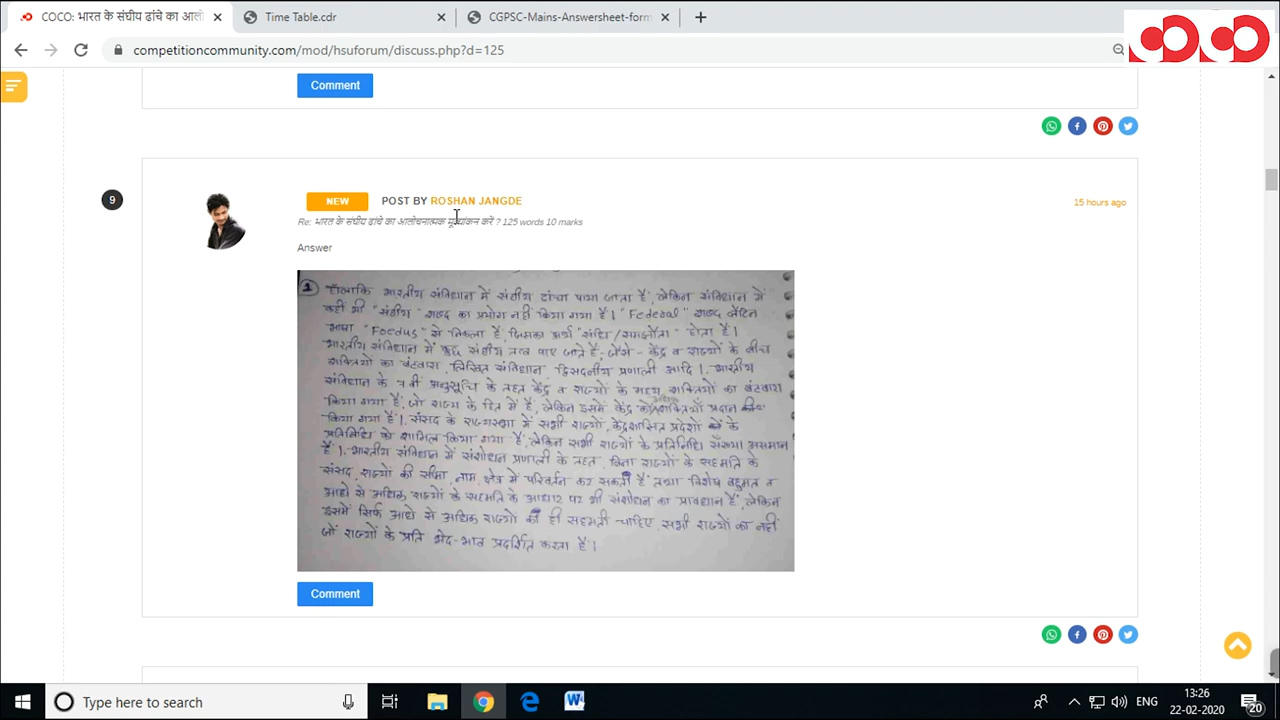 COCO: भारत के संघीय ढांचे का आलो
Time Table.cdr
CGPSC-Mains-Answersheet-form
competitioncommunity.com/mod/hsuforum/discuss.php?d=125
Comment
9
NEW POST BY ROSHAN JANGDE
15 hours ago
Re: भारत के संघीय ढांचे का आलोचनात्मक मूल्यांकन करें ? 125 words 10 marks
Answer
1 हालांकि भारतीय संविधान में संघीय ढांचा पाया जाता है, लेकिन संविधान में
कहीं भी "संघीय" शब्द का प्रयोग नहीं किया गया है। "Federal" शब्द लैटिन
भाषा "Foedus" से निकला है, जिसका अर्थ "संधि/समझौता" होता है।
भारतीय संविधान में कुछ संघीय तत्व पाए जाते हैं, जैसे - केंद्र व राज्यों के बीच
शक्तियों का बंटवारा, लिखित संविधान, द्विसदनीय प्रणाली आदि। भारतीय
संविधान के 7वीं अनुसूचि के तहत केंद्र व राज्यों के मध्य शक्तियों का बंटवारा
किया गया है, जो राज्य के हित में है, लेकिन इसमें केंद्र को शक्तियाँ प्रदान
किया गया है। संसद के राज्यसभा में सभी राज्यों, केंद्रशासित प्रदेशों के
प्रतिनिधि को शामिल किया गया है, लेकिन सभी राज्यों के प्रतिनिधि संख्या असमान
है। भारतीय संविधान में संशोधन प्रणाली के तहत, बिना राज्यों के सहमति के
संसद, राज्यों की सीमा, नाम, क्षेत्र में परिवर्तन कर सकती है तथा विशेष बहुमत व
आधे से अधिक राज्यों के सहमति के आधार पर भी संशोधन का प्रावधान है, लेकिन
इसमें सिर्फ आधे से अधिक राज्यों की ही सहमती चाहिए, सभी राज्यों का नहीं
जों राज्यों के प्रति भेद-भाव प्रदर्शित करता है।
Comment
Type here to search
ENG
13:26
22-02-2020
20